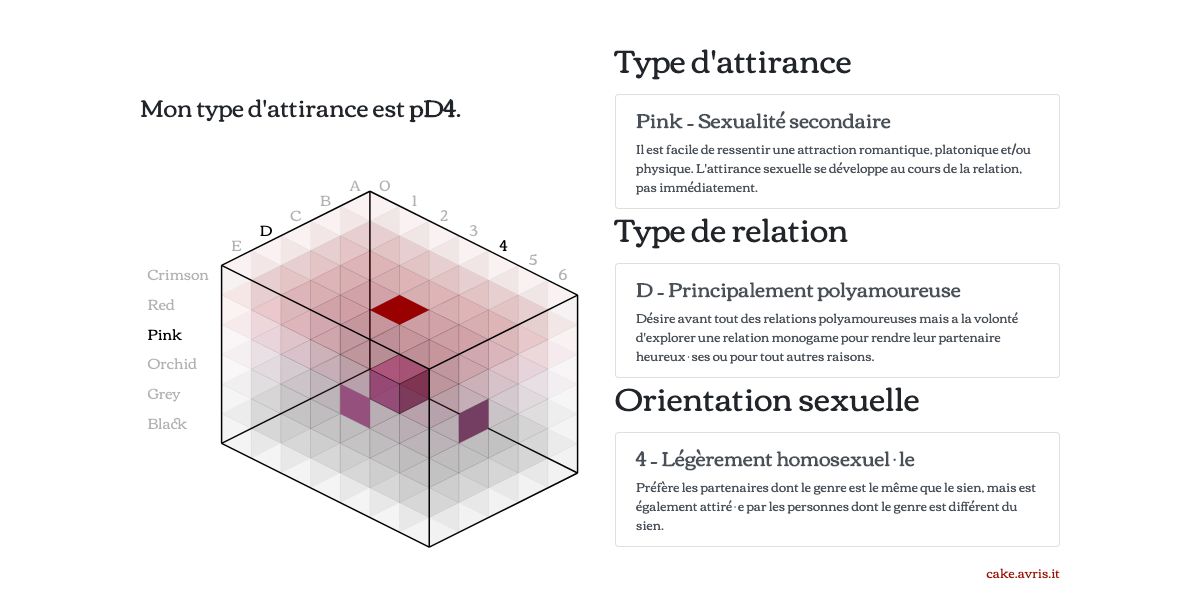 Mon type d'attirance est pD4.
A
O
B
1
C
2
D
3
E
4
5
6
Crimson
Red
Pink
Orchid
Grey
Black
Type d'attirance
Pink - Sexualité secondaire
Il est facile de ressentir une attraction romantique, platonique et/ou
physique. L'attirance sexuelle se développe au cours de la relation,
pas immédiatement.
Type de relation
D - Principalement polyamoureuse
Désire avant tout des relations polyamoureuses mais a la volonté
d'explorer une relation monogame pour rendre leur partenaire
heureux·ses ou pour tout autres raisons.
Orientation sexuelle
4 - Légèrement homosexuel·le
Préfère les partenaires dont le genre est le même que le sien, mais est
également attiré·e par les personnes dont le genre est différent du
sien.
cake.avris.it